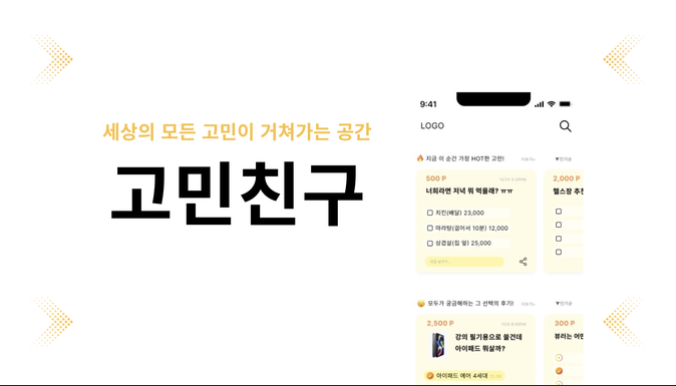 세상의 모든 고민이 거쳐가는 공간
고민친구
9:41
LOGO
🔥 지금 이 순간 가장 HOT한 고민!
500 P
너희라면 저녁 뭐 먹을래? ㅠㅠ
치킨(배달) 23,000
마라탕(걸어서 10분) 12,000
삼겹살(집 앞) 25,000
2,000 P
헬스장 추천
모두가 궁금해하는 그 선택의 후기!
2,500 P
강의 필기용으로 쓸건데
아이패드 뭐살까?
아이패드 에어 4세대
300 P
뷰러는 어떤